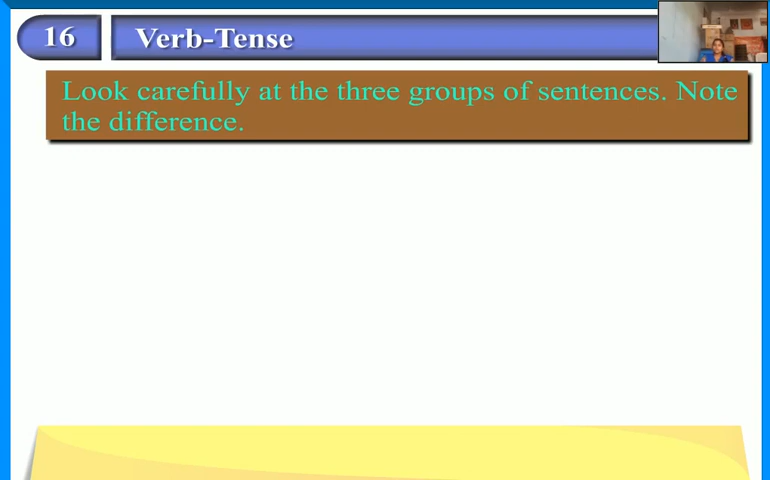 16
Verb-Tense
Look carefully at the three groups of sentences. Note
the difference.